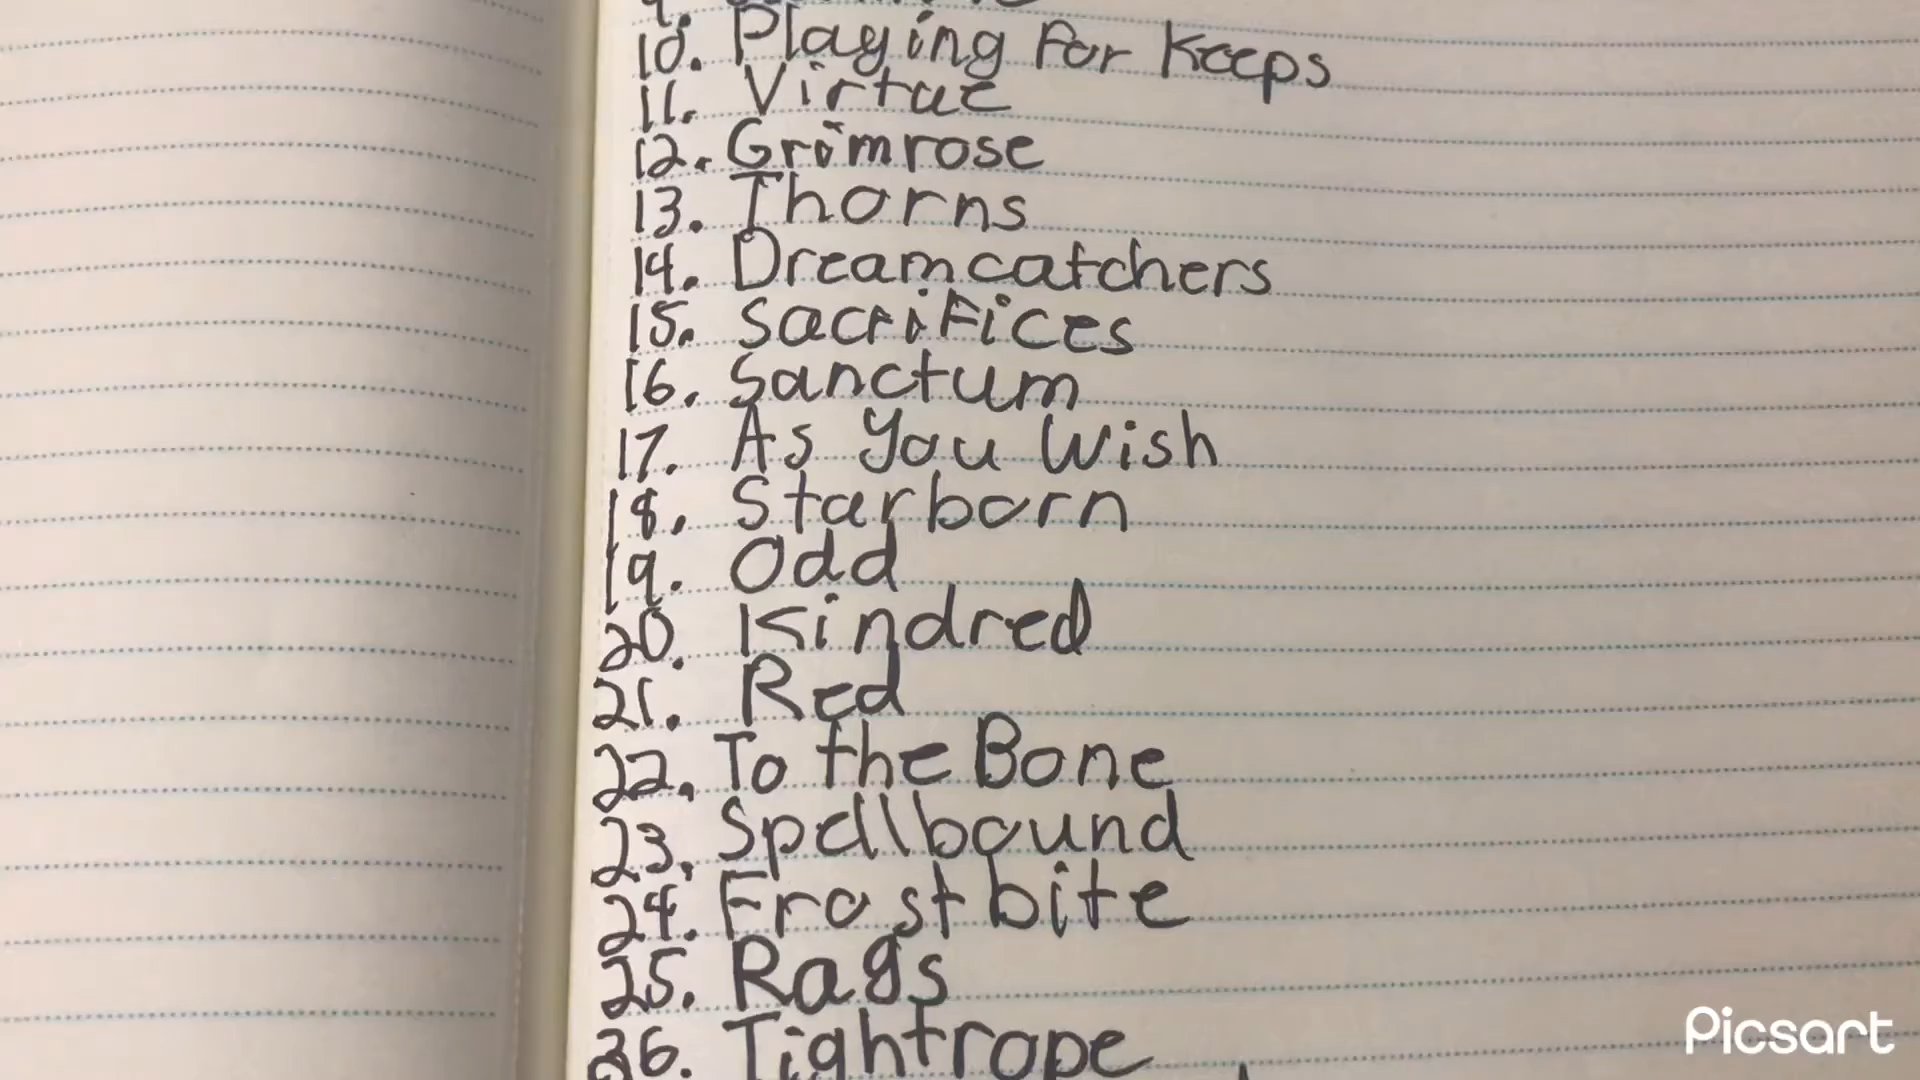 9.
10. Playing For Keeps
11. Virtue
12. Grimrose
13. Thorns
14. Dreamcatchers
15. Sacrifices
16. Sanctum
17. As You Wish
18. Starborn
19. Odd
20. Kindred
21. Red
22. To the Bone
23. Spellbound
24. Frostbite
25. Rags
26. Tightrope
Picsart